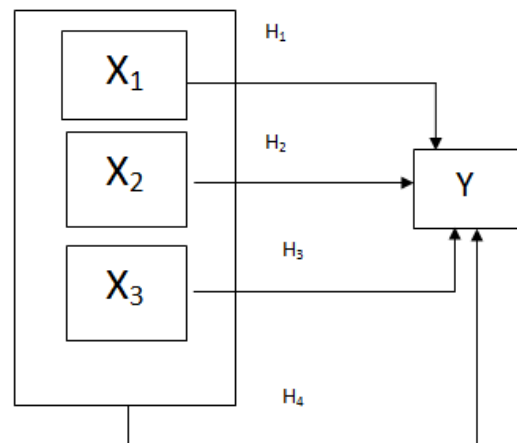 H₁
X₁
H₂
X₂
Y
H₃
X₃
H₄